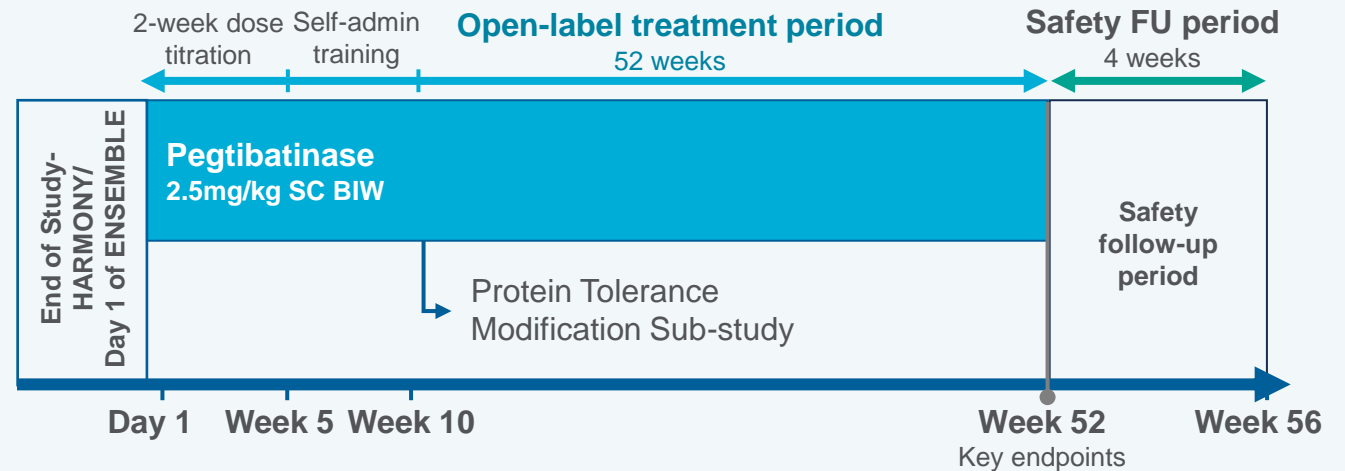 2-week dose
titration
Self-admin
training
Open-label treatment period
52 weeks
Safety FU period
4 weeks
End of Study-
HARMONY/
Day 1 of ENSEMBLE
Pegtibatinase
2.5mg/kg SC BIW
Protein Tolerance
Modification Sub-study
Safety
follow-up
period
Day 1
Week 5
Week 10
Week 52
Key endpoints
Week 56